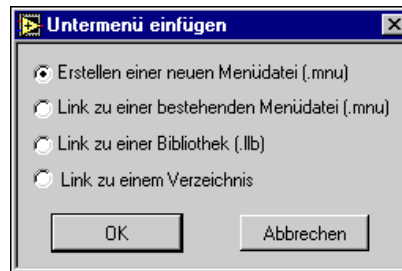 Untermenü einfügen
Erstellen einer neuen Menüdatei (.mnu)
Link zu einer bestehenden Menüdatei (.mnu)
Link zu einer Bibliothek (.llb)
Link zu einem Verzeichnis
OK Abbrechen